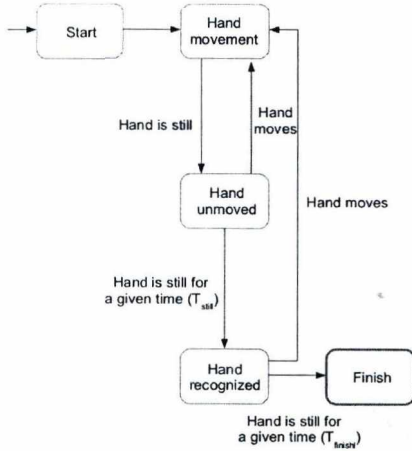 Start
Hand
movement
Hand is still
Hand
moves
Hand
unmoved
Hand moves
Hand is still for
a given time (T_still)
Hand
recognized
Finish
Hand is still for
a given time (T_finish)